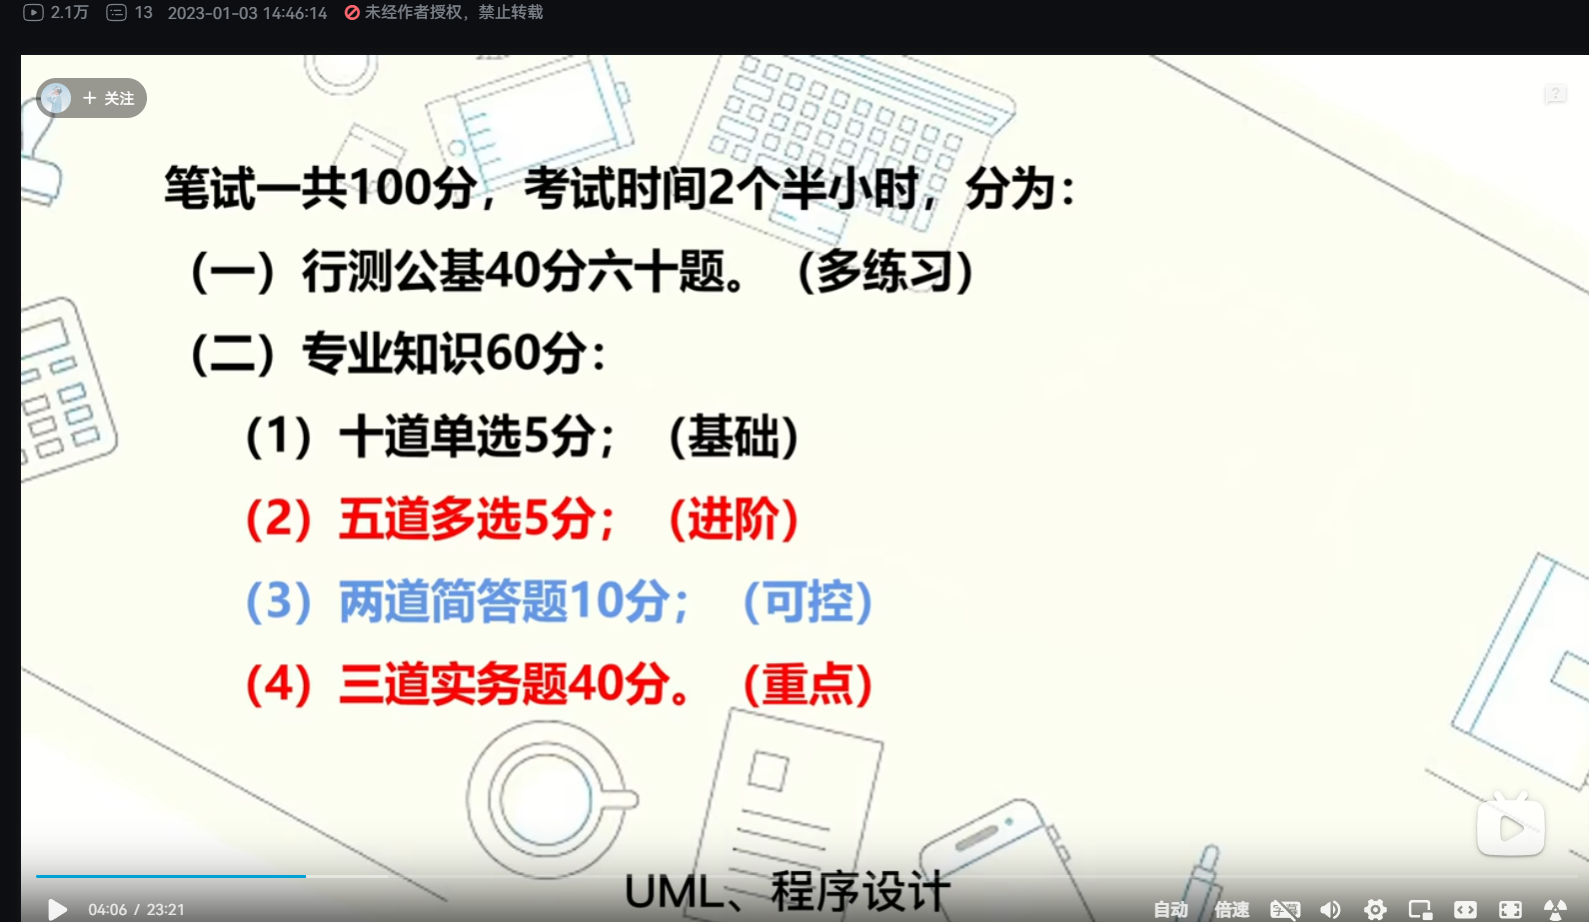 2.1万 13 2023-01-03 14:46:14 未经作者授权，禁止转载
+ 关注
笔试一共100分，考试时间2个半小时，分为：
（一）行测公基40分六十题。（多练习）
（二）专业知识60分：
（1）十道单选5分；（基础）
（2）五道多选5分；（进阶）
（3）两道简答题10分；（可控）
（4）三道实务题40分。（重点）
UML、程序设计
04:06 / 23:21 自动 倍速